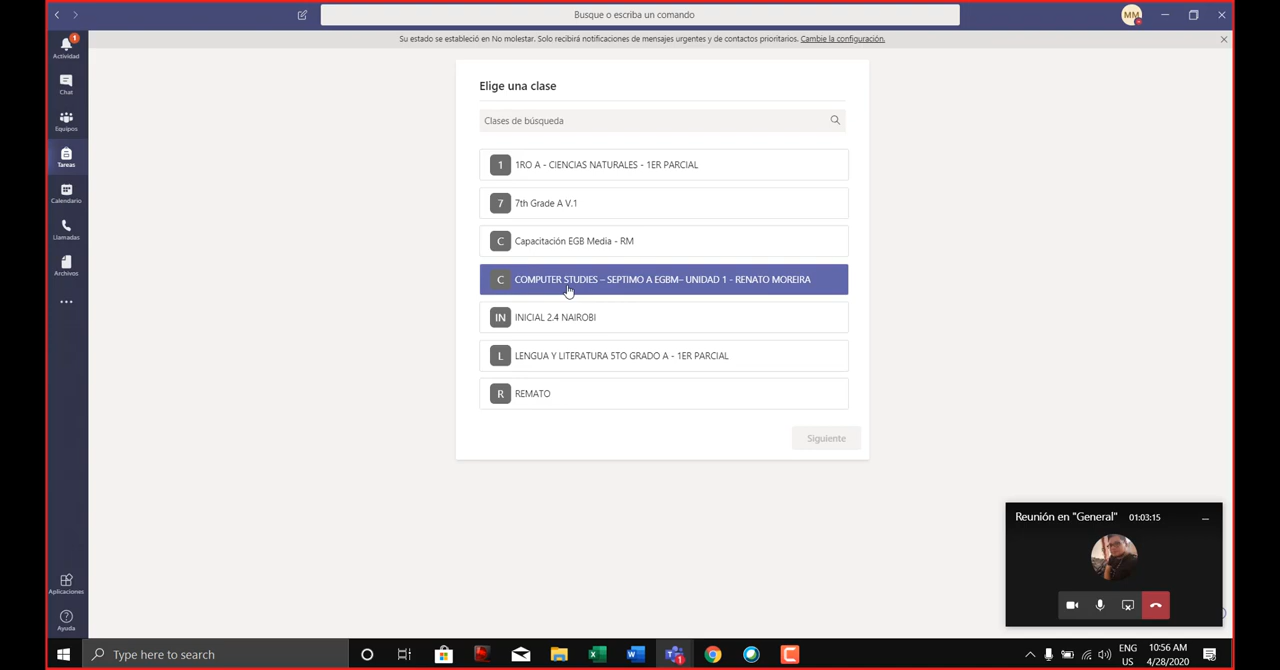 Busque o escriba un comando
MM
Su estado se estableció en No molestar. Solo recibirá notificaciones de mensajes urgentes y de contactos prioritarios. Cambie la configuración.
1
Actividad
Chat
Equipos
Tareas
Calendario
Llamadas
Archivos
Aplicaciones
Ayuda
Elige una clase
Clases de búsqueda
1 1RO A - CIENCIAS NATURALES - 1ER PARCIAL
7 7th Grade A V.1
C Capacitación EGB Media - RM
C COMPUTER STUDIES – SEPTIMO A EGBM– UNIDAD 1 - RENATO MOREIRA
IN INICIAL 2.4 NAIROBI
L LENGUA Y LITERATURA 5TO GRADO A - 1ER PARCIAL
R REMATO
Siguiente
Reunión en "General" 01:03:15
Type here to search
ENG
US
10:56 AM
4/28/2020